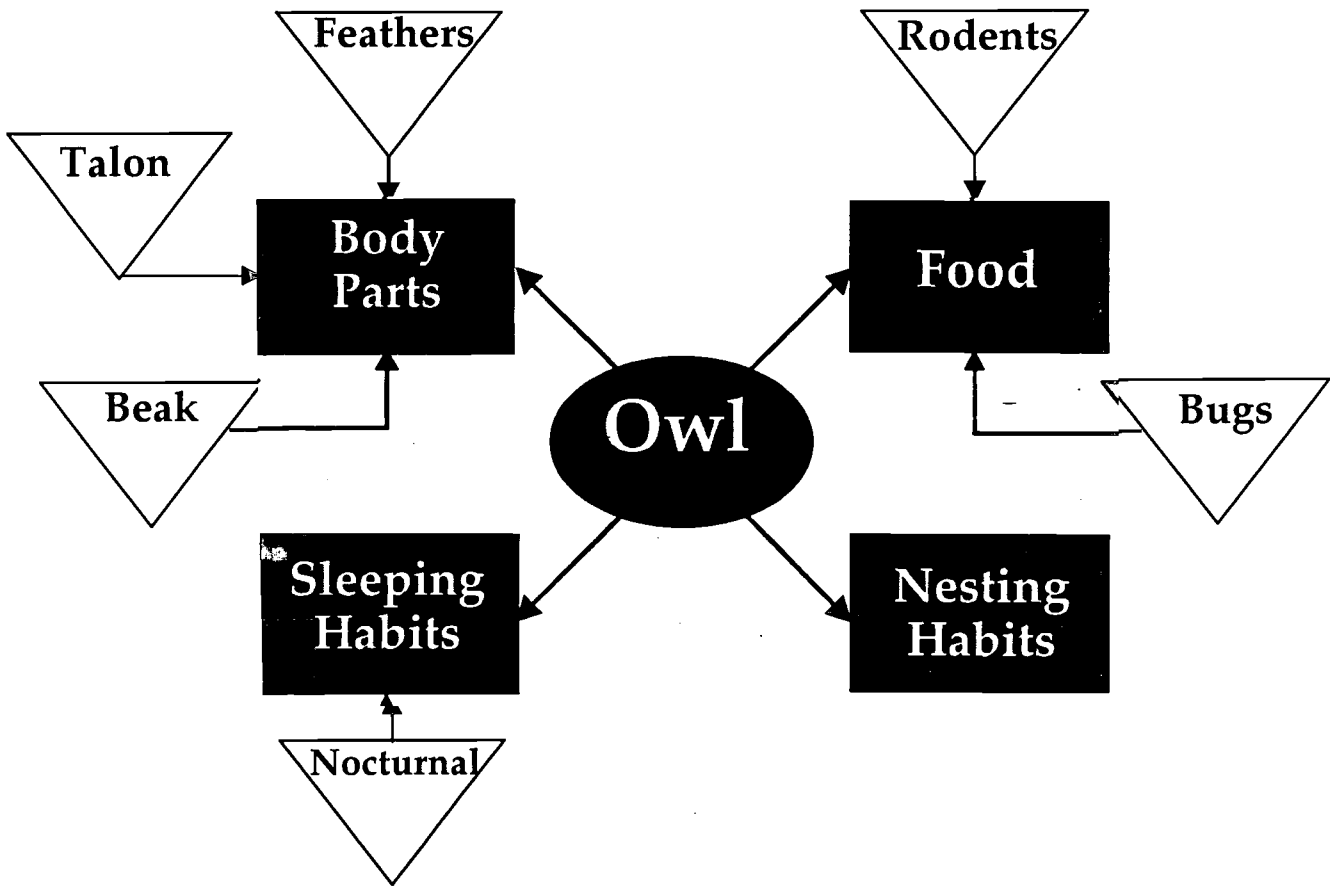 Feathers
Rodents
Talon
Body
Parts
Food
Beak
Owl
Bugs
Sleeping
Habits
Nesting
Habits
Nocturnal